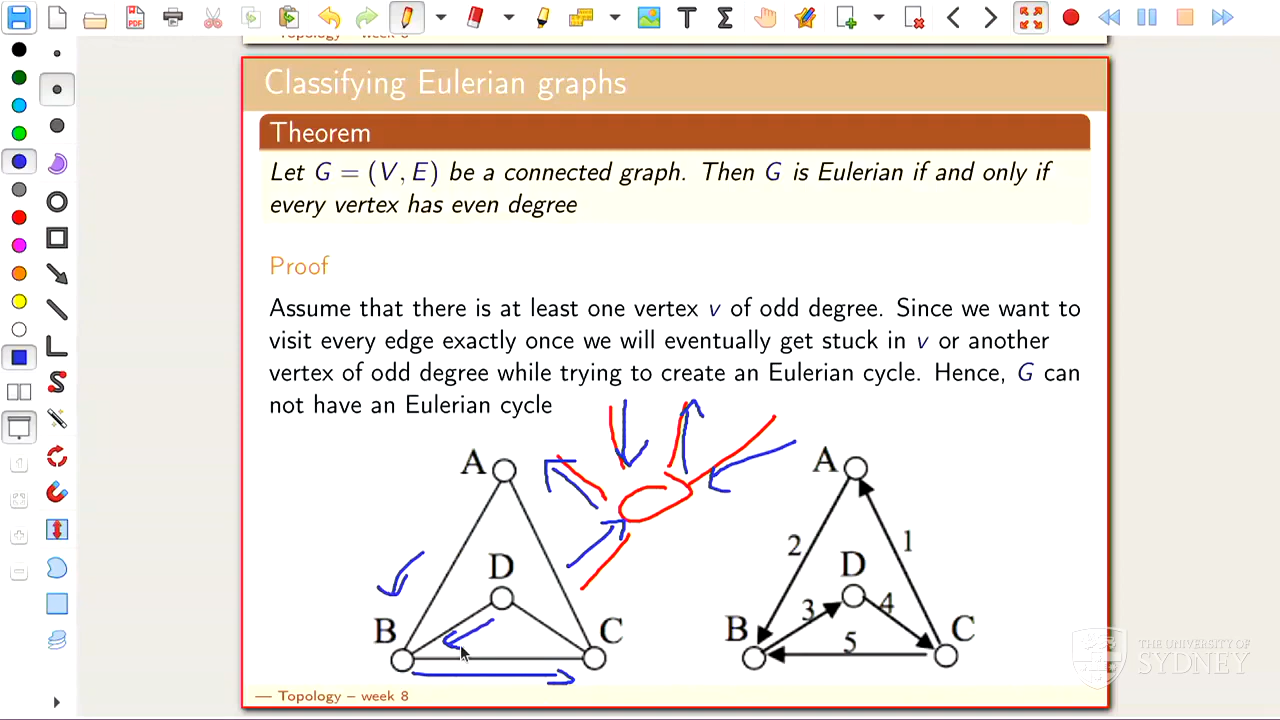 Topology – week 8
Classifying Eulerian graphs
Theorem
Let G = (V, E) be a connected graph. Then G is Eulerian if and only if
every vertex has even degree
Proof
Assume that there is at least one vertex v of odd degree. Since we want to
visit every edge exactly once we will eventually get stuck in v or another
vertex of odd degree while trying to create an Eulerian cycle. Hence, G can
not have an Eulerian cycle
A
D
B
C
A
2
1
D
3
4
B
5
C
THE UNIVERSITY OF
SYDNEY
— Topology – week 8